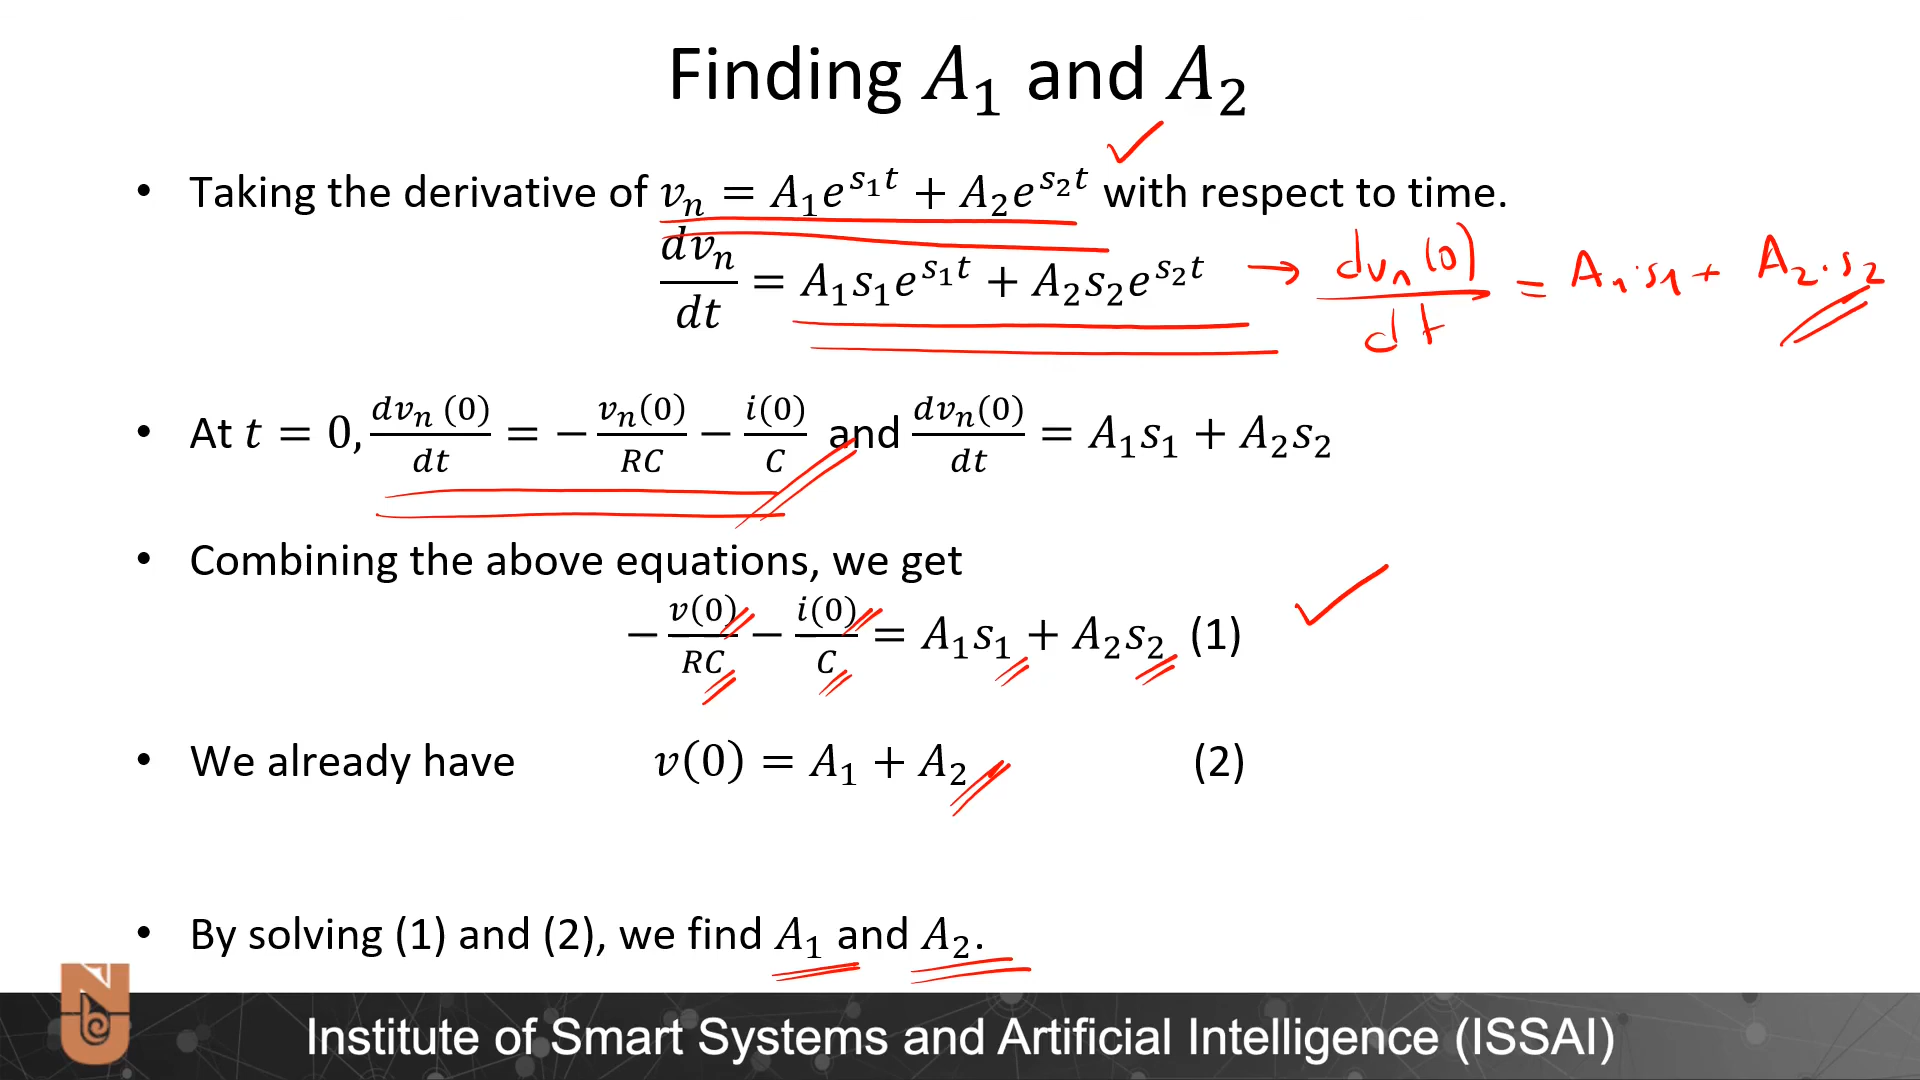 Finding A₁ and A₂
• Taking the derivative of vₙ = A₁e^{s₁t} + A₂e^{s₂t} with respect to time.
dvₙ/dt = A₁s₁e^{s₁t} + A₂s₂e^{s₂t} → dvₙ(0)/dt = A₁·s₁ + A₂·s₂
• At t = 0, dvₙ (0)/dt = −vₙ(0)/RC − i(0)/C and dvₙ(0)/dt = A₁s₁ + A₂s₂
• Combining the above equations, we get
−v(0)/RC − i(0)/C = A₁s₁ + A₂s₂ (1)
• We already have v(0) = A₁ + A₂ (2)
• By solving (1) and (2), we find A₁ and A₂.
Institute of Smart Systems and Artificial Intelligence (ISSAI)